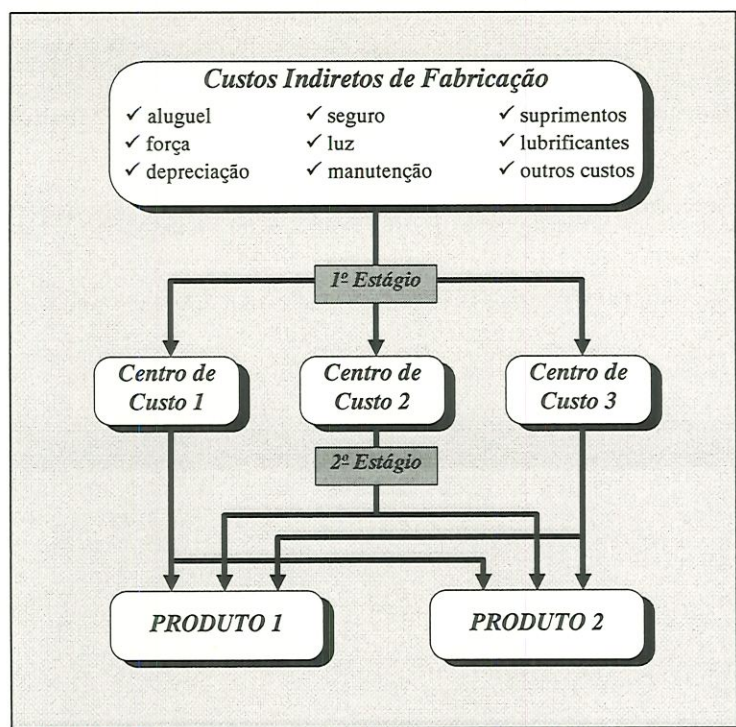 Custos Indiretos de Fabricação
✓ aluguel ✓ seguro ✓ suprimentos
✓ força ✓ luz ✓ lubrificantes
✓ depreciação ✓ manutenção ✓ outros custos
1º Estágio
Centro de
Custo 1
Centro de
Custo 2
Centro de
Custo 3
2º Estágio
PRODUTO 1
PRODUTO 2